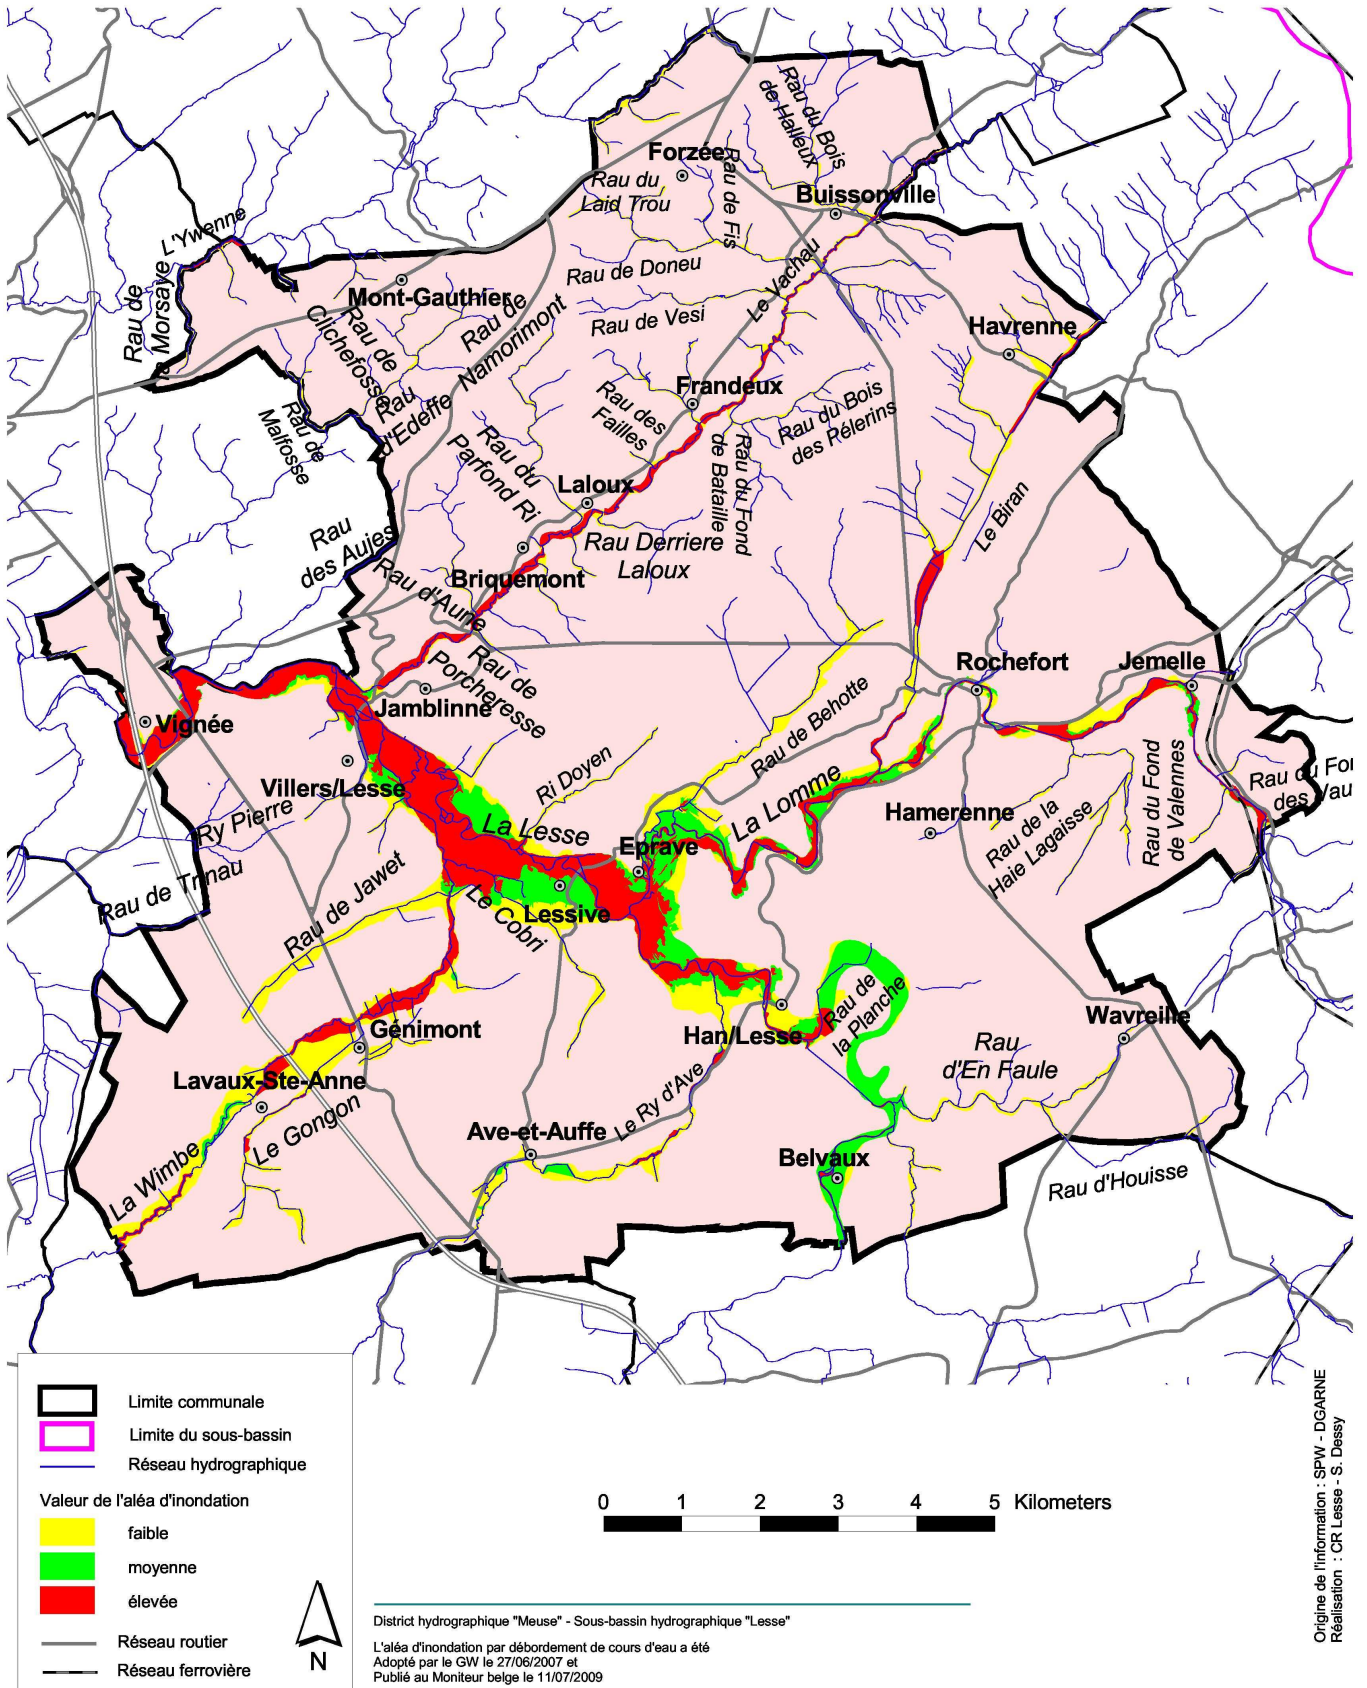 Rau du Bois
de Halleux
Forzée
Rau de Fis
Rau du
Laid Trou
Buissonville
L'Ywenne
Rau de
Morsaye
Mont-Gauthier
Rau de Doneu
Le Vachau
Rau de
Clichefosse
Rau de
Namorimont
Rau de Vesi
Havrenne
Rau
d'Edeffe
Frandeux
Rau de
Malfosse
Rau des
Failles
Rau du Bois
des Pélerins
Rau du
Parfond Ri
Rau du Fond
de Bataille
Laloux
Le Biran
Rau
des Aujes
Rau Derriere
Laloux
Briquemont
Rau d'Aune
Rau de
Porcheresse
Rochefort
Jemelle
Jamblinne
Vignée
Rau de Behotte
Rau du Fond
de Valennes
Villers/Lesse
Ri Doyen
Ry Pierre
La Lesse
La Lomme
Hamerenne
Eprave
Rau de la
Haie Lagaisse
Rau de Jawet
Le Cobri
Lessive
Rau de
la Planche
Génimont
Han/Lesse
Wavreille
Rau
d'En Faule
Lavaux-Ste-Anne
Le Gongon
Le Ry d'Ave
Ave-et-Auffe
La Wimbe
Belvaux
Rau d'Houisse
Limite communale
Limite du sous-bassin
Réseau hydrographique
Valeur de l'aléa d'inondation
faible
moyenne
élevée
Réseau routier
Réseau ferrovière
N
0 1 2 3 4 5 Kilometers
District hydrographique "Meuse" - Sous-bassin hydrographique "Lesse"
L'aléa d'inondation par débordement de cours d'eau a été
Adopté par le GW le 27/06/2007 et
Publié au Moniteur belge le 11/07/2009
Origine de l'information : SPW - DGARNE
Réalisation : CR Lesse - S. Dessy